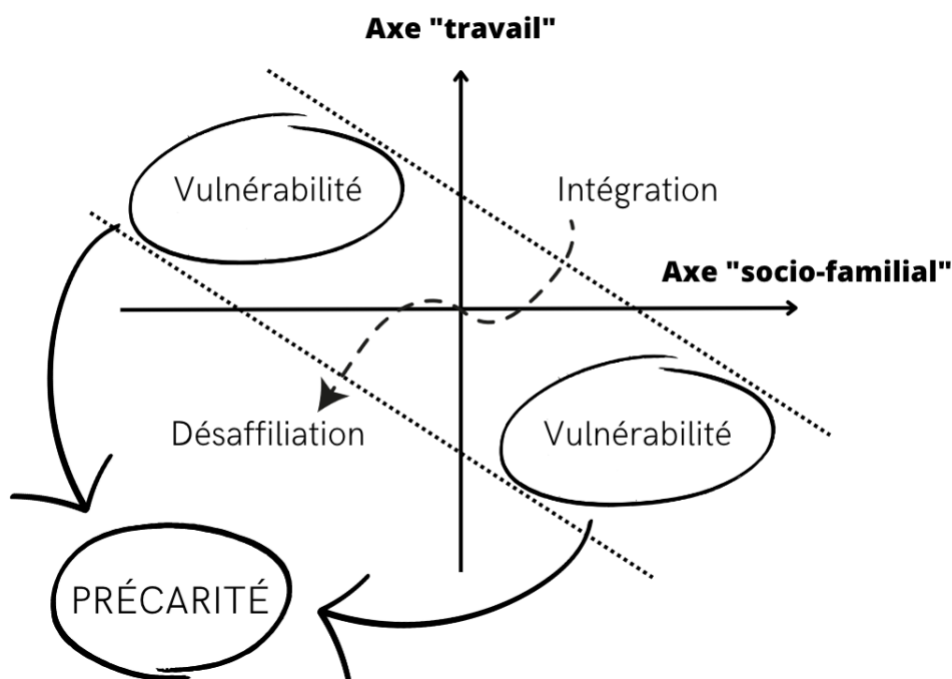 Axe "travail"
Vulnérabilité
Intégration
Axe "socio-familial"
Désaffiliation
Vulnérabilité
PRÉCARITÉ